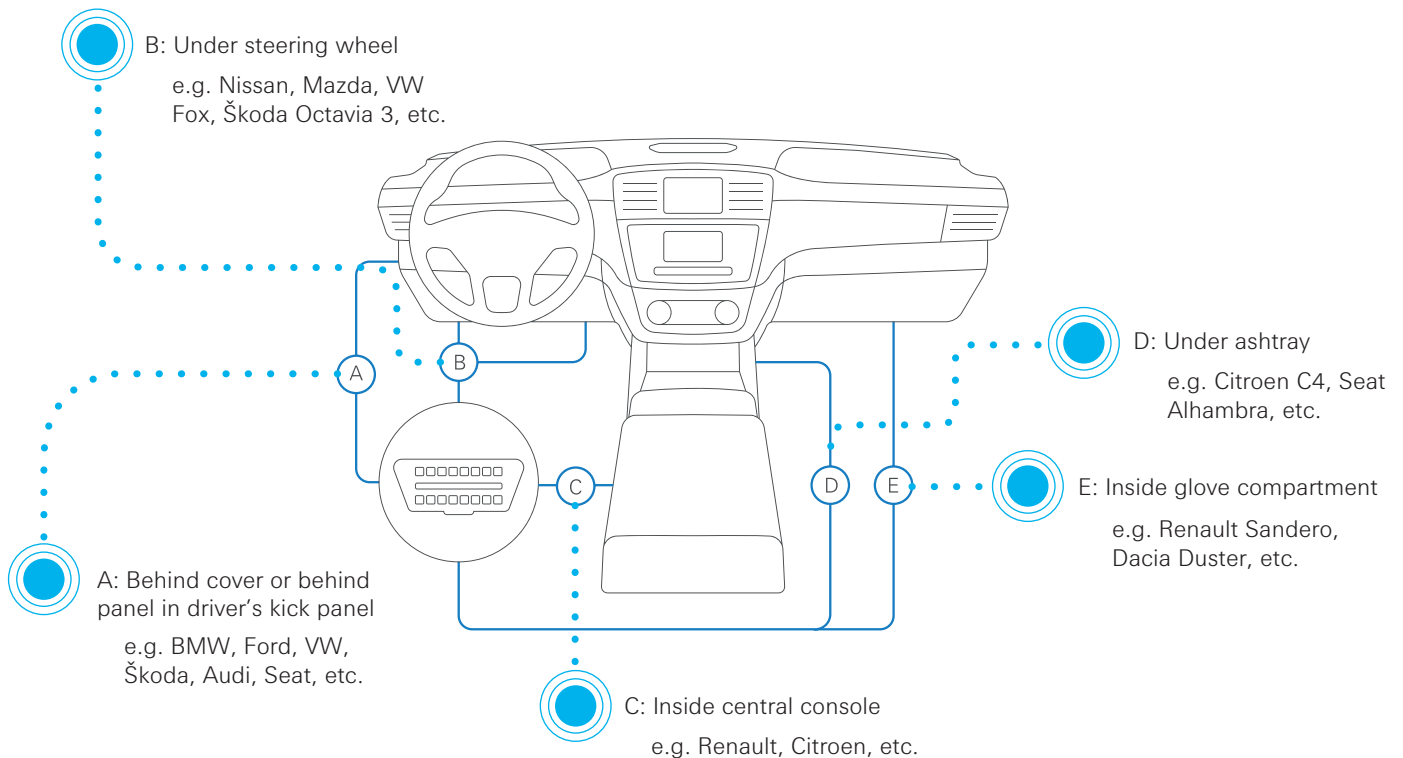 B: Under steering wheel
e.g. Nissan, Mazda, VW
Fox, Škoda Octavia 3, etc.
A
B
C
D
E
D: Under ashtray
e.g. Citroen C4, Seat
Alhambra, etc.
E: Inside glove compartment
e.g. Renault Sandero,
Dacia Duster, etc.
A: Behind cover or behind
panel in driver’s kick panel
e.g. BMW, Ford, VW,
Škoda, Audi, Seat, etc.
C: Inside central console
e.g. Renault, Citroen, etc.